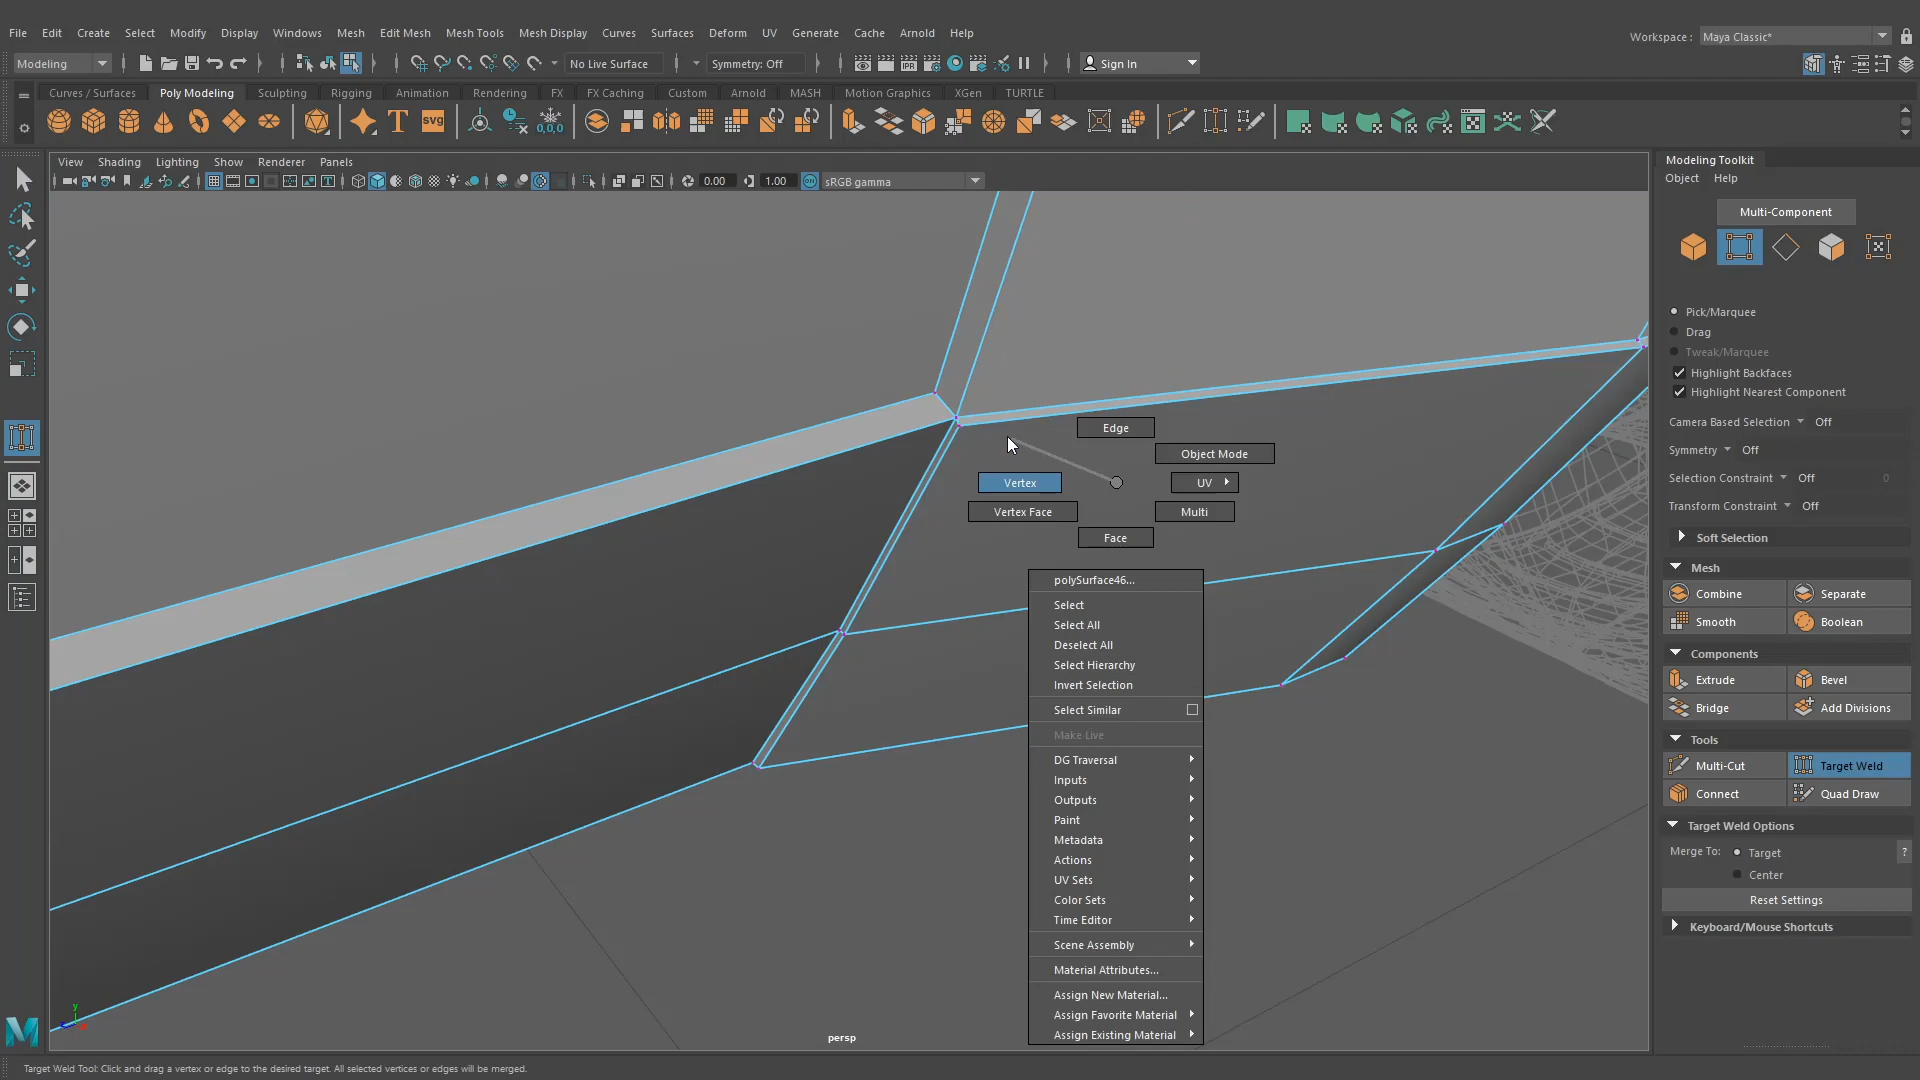 File Edit Create Select Modify Display Windows Mesh Edit Mesh Mesh Tools Mesh Display Curves Surfaces Deform UV Generate Cache Arnold Help
Workspace : Maya Classic*
Modeling No Live Surface Symmetry: Off Sign In
Curves / Surfaces Poly Modeling Sculpting Rigging Animation Rendering FX FX Caching Custom Arnold MASH Motion Graphics XGen TURTLE
T svg 0,0,0
View Shading Lighting Show Renderer Panels
0.00 1.00 sRGB gamma
Modeling Toolkit
Object Help
Multi-Component
Pick/Marquee
Drag
Tweak/Marquee
Highlight Backfaces
Highlight Nearest Component
Camera Based Selection Off
Symmetry Off
Selection Constraint Off 0
Transform Constraint Off
Soft Selection
Mesh
Combine Separate
Smooth Boolean
Components
Extrude Bevel
Bridge Add Divisions
Tools
Multi-Cut Target Weld
Connect Quad Draw
Target Weld Options
Merge To: Target ?
Center
Reset Settings
Keyboard/Mouse Shortcuts
Edge
Object Mode
Vertex UV
Vertex Face Multi
Face
polySurface46...
Select
Select All
Deselect All
Select Hierarchy
Invert Selection
Select Similar
Make Live
DG Traversal
Inputs
Outputs
Paint
Metadata
Actions
UV Sets
Color Sets
Time Editor
Scene Assembly
Material Attributes...
Assign New Material...
Assign Favorite Material
Assign Existing Material
y
persp
M
Target Weld Tool: Click and drag a vertex or edge to the desired target. All selected vertices or edges will be merged.